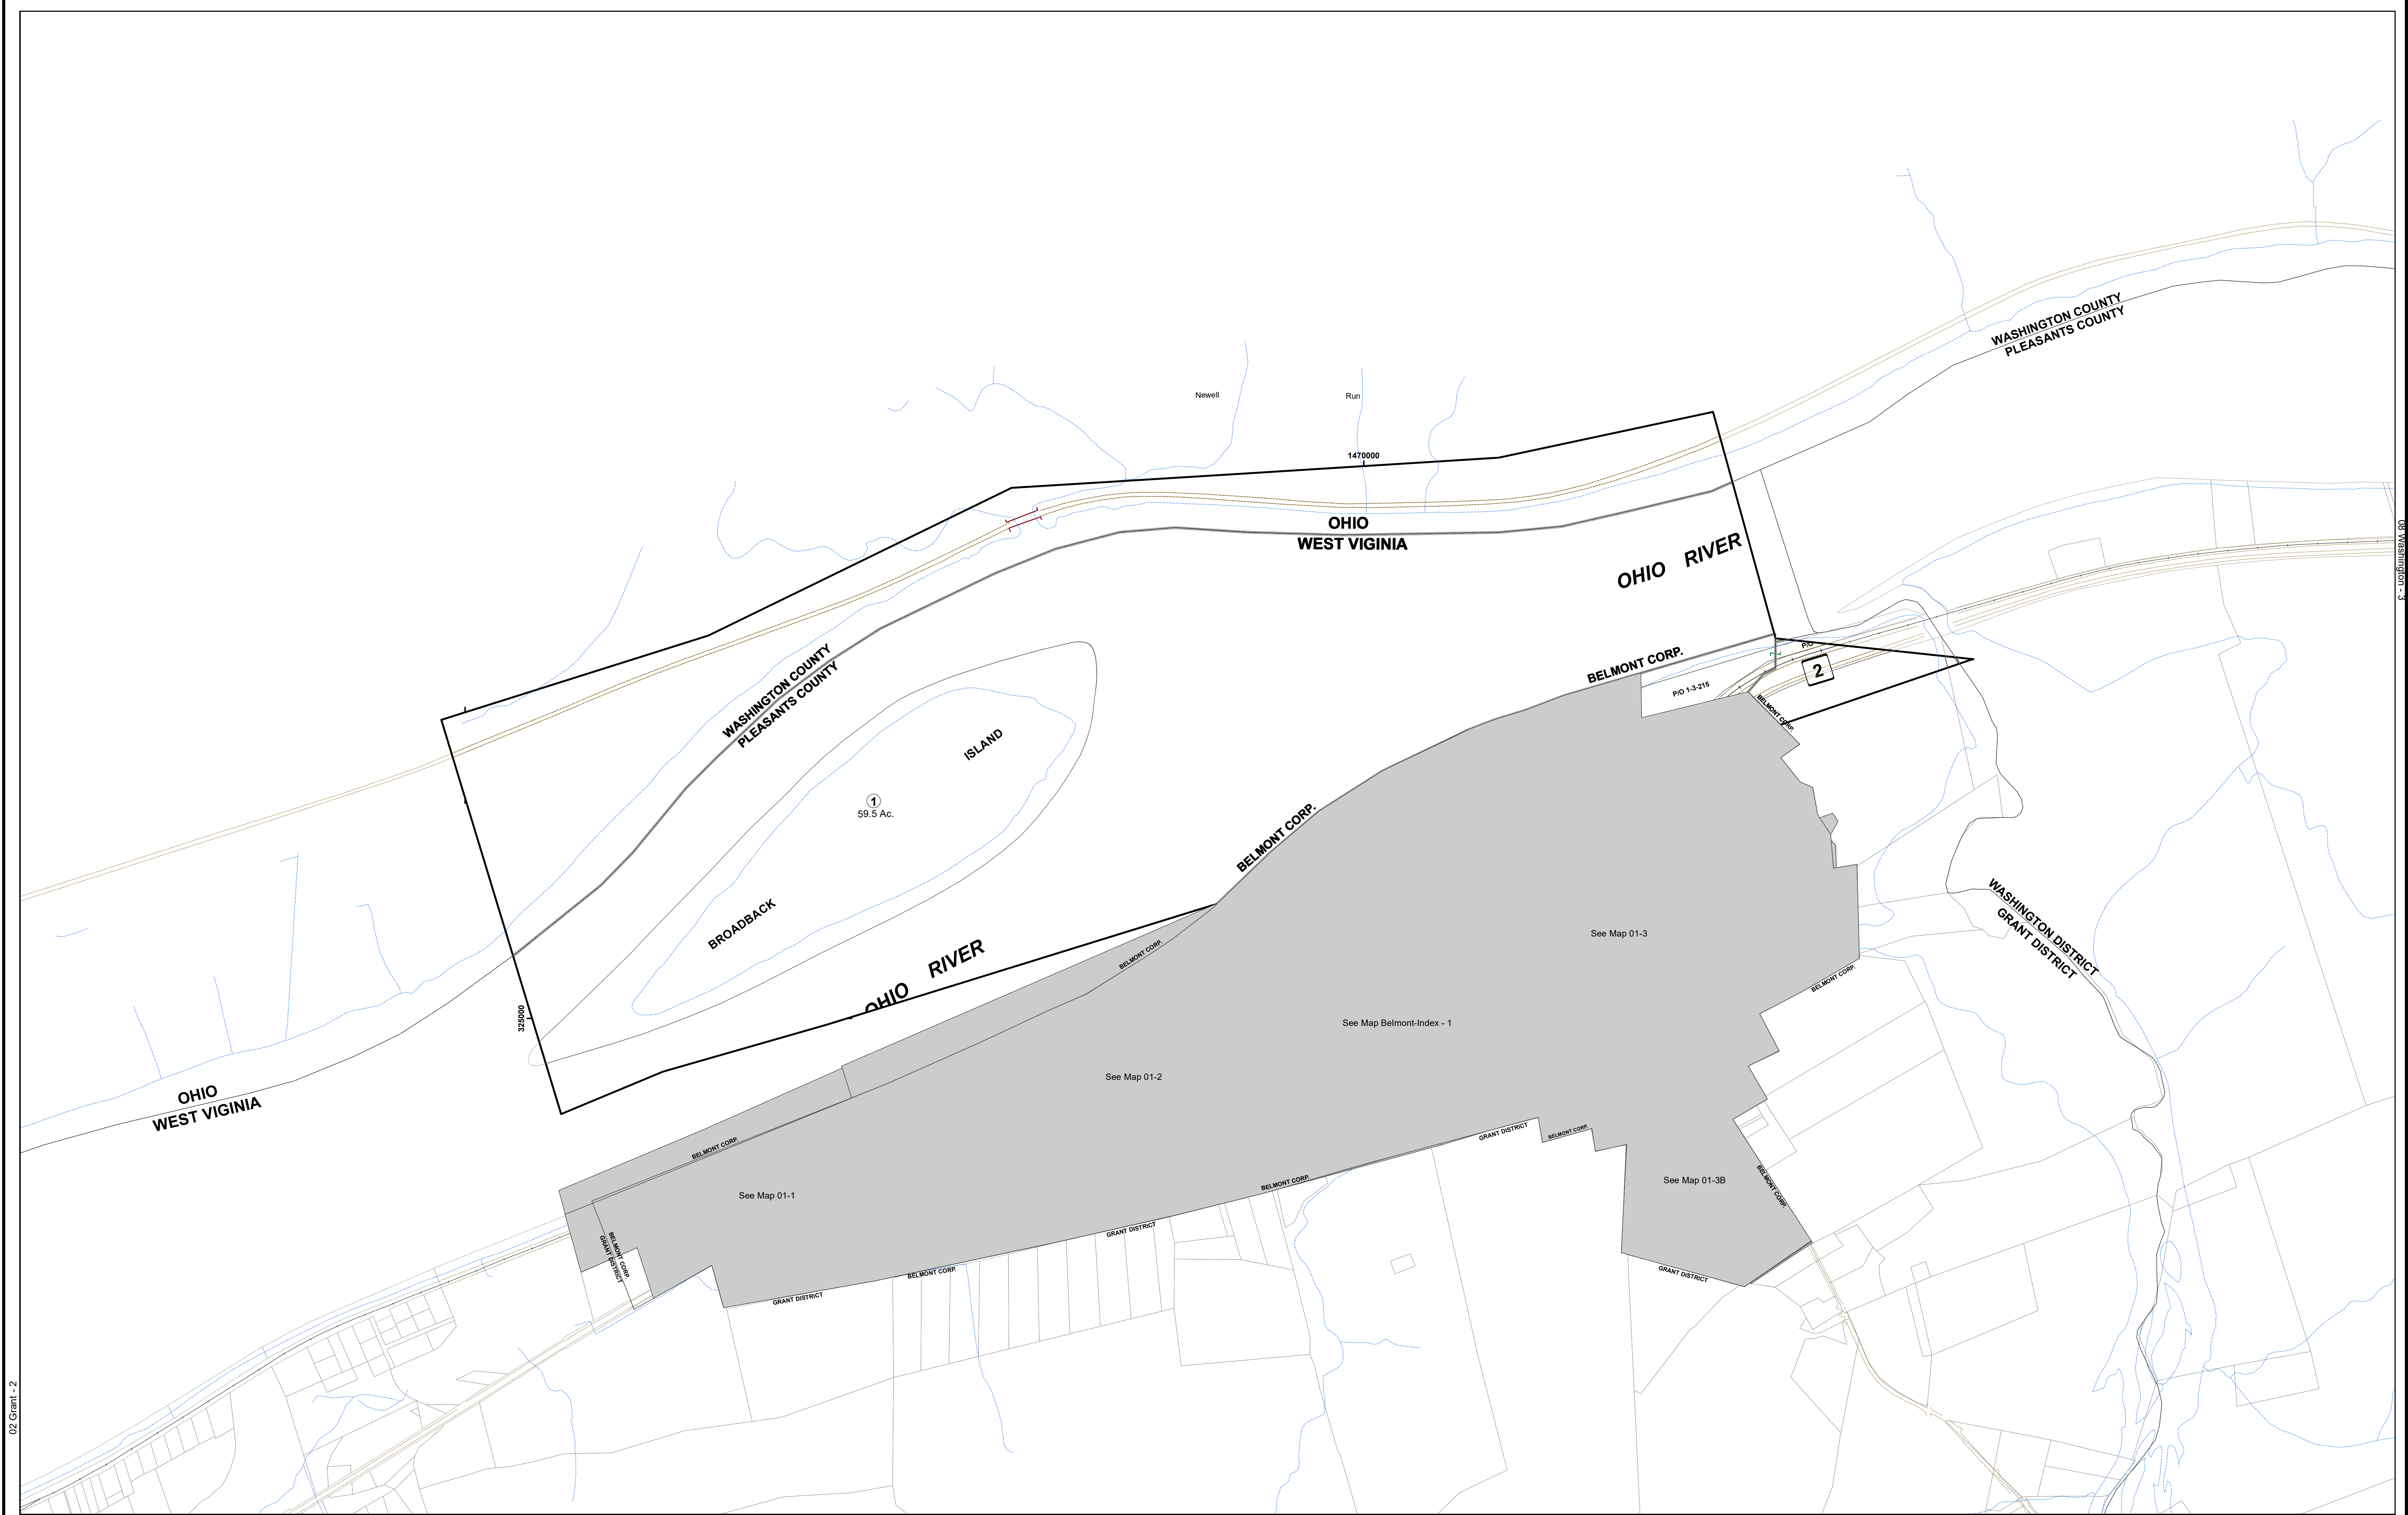 Newell
Run
1470000
WASHINGTON COUNTY
PLEASANTS COUNTY
OHIO
WEST VIGINIA
OHIO RIVER
08 Washington - 3
BELMONT CORP.
P/O
2
P/O 1-3-215
BELMONT CORP.
WASHINGTON COUNTY
PLEASANTS COUNTY
ISLAND
1
59.5 Ac.
BROADBACK
BELMONT CORP.
OHIO RIVER
BELMONT CORP.
See Map 01-3
WASHINGTON DISTRICT
GRANT DISTRICT
BELMONT CORP.
325000
See Map Belmont-Index - 1
See Map 01-2
OHIO
WEST VIGINIA
BELMONT CORP.
GRANT DISTRICT
BELMONT CORP.
See Map 01-1
BELMONT CORP.
See Map 01-3B
BELMONT CORP.
BELMONT CORP.
GRANT DISTRICT
GRANT DISTRICT
BELMONT CORP.
GRANT DISTRICT
GRANT DISTRICT
02 Grant - 2